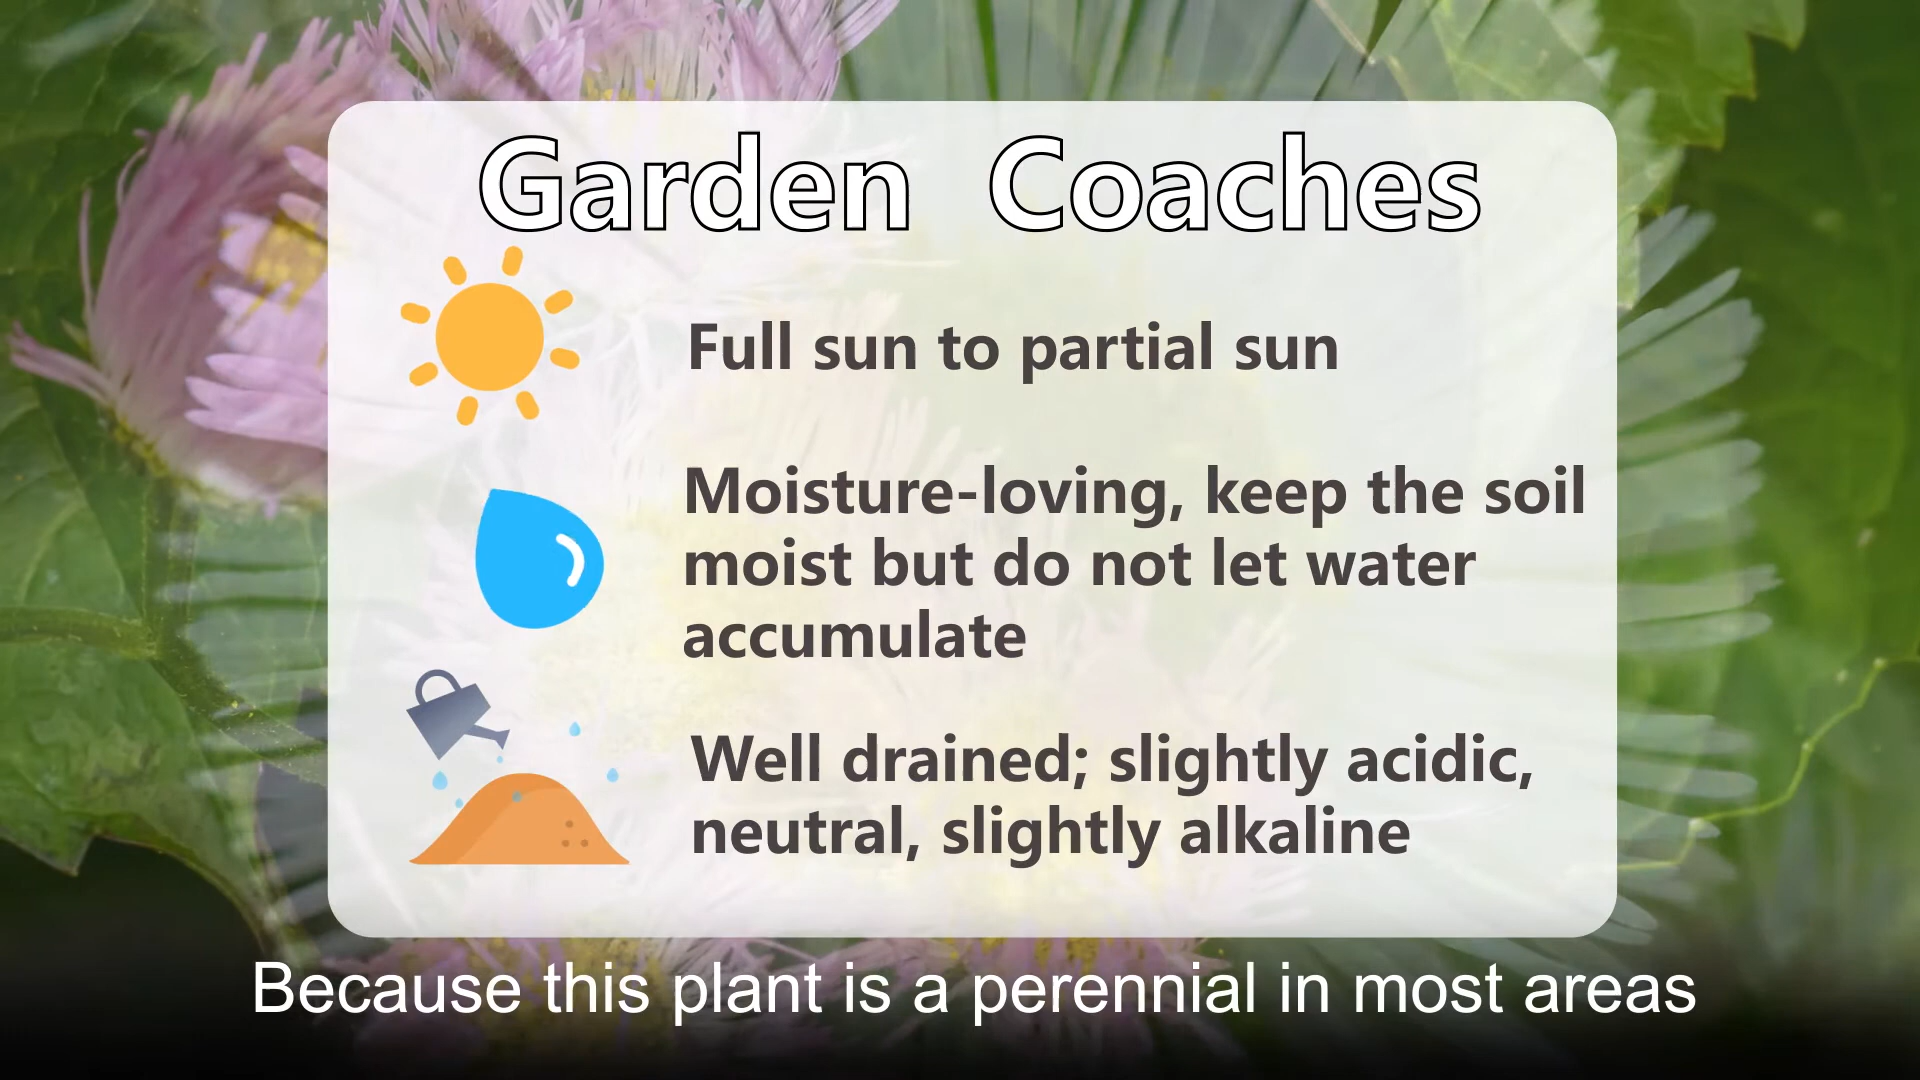 Garden Coaches
Full sun to partial sun
Moisture-loving, keep the soil
moist but do not let water
accumulate
Well drained; slightly acidic,
neutral, slightly alkaline
Because this plant is a perennial in most areas